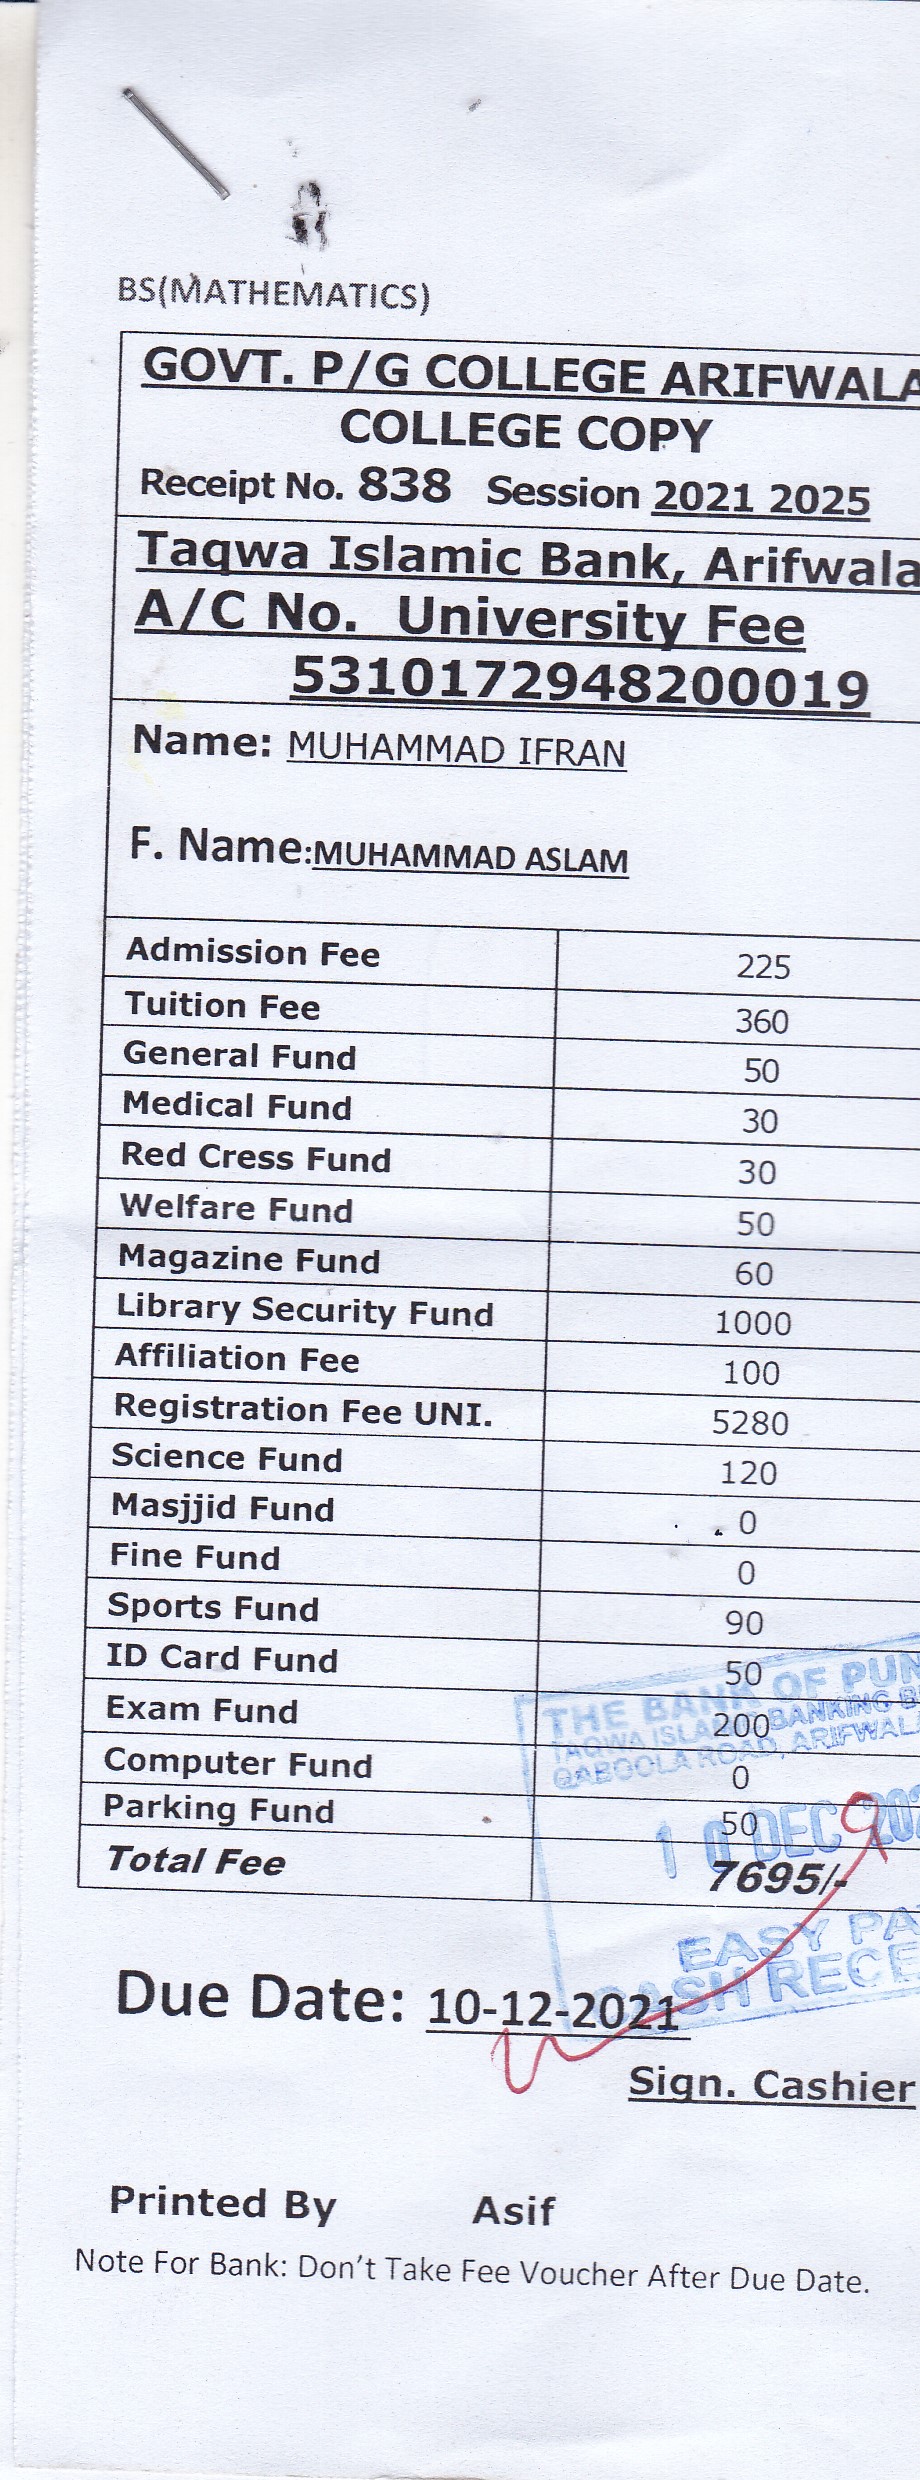 BS(MATHEMATICS)
GOVT. P/G COLLEGE ARIFWALA
COLLEGE COPY
Receipt No. 838 Session 2021 2025
Taqwa Islamic Bank, Arifwala
A/C No. University Fee
5310172948200019
Name: MUHAMMAD IFRAN
F. Name:MUHAMMAD ASLAM
Admission Fee 225
Tuition Fee 360
General Fund 50
Medical Fund 30
Red Cress Fund 30
Welfare Fund 50
Magazine Fund 60
Library Security Fund 1000
Affiliation Fee 100
Registration Fee UNI. 5280
Science Fund 120
Masjjid Fund 0
Fine Fund 0
Sports Fund 90
ID Card Fund 50
Exam Fund 200
Computer Fund 0
Parking Fund 50
Total Fee 7695/-
THE BANK OF PUN
TAQWA ISLAMIC BANKING B
QABOOLA ROAD, ARIFWAL
10 DEC 202
EASY PA
CASH RECE
Due Date: 10-12-2021
Sign. Cashier
Printed By Asif
Note For Bank: Don't Take Fee Voucher After Due Date.